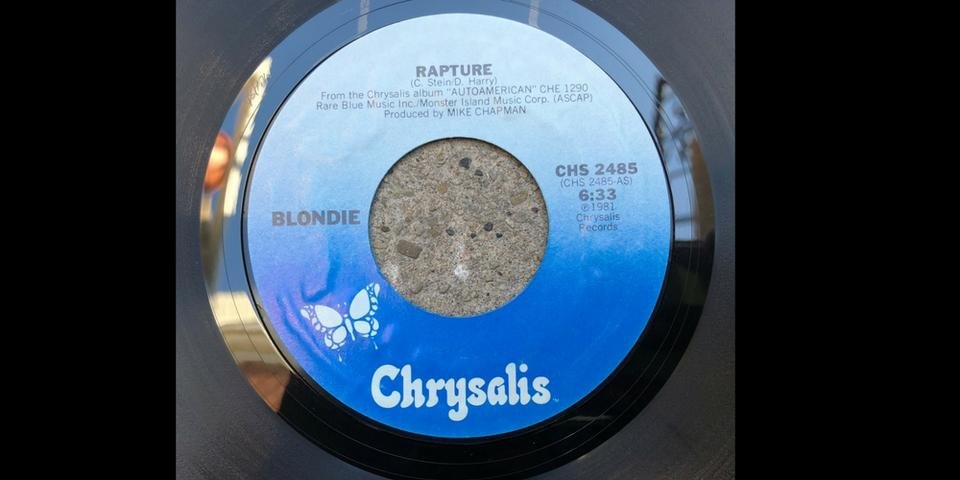 RAPTURE
(C. Stein/D. Harry)
From the Chrysalis album "AUTOAMERICAN" CHE 1290
Rare Blue Music Inc./Monster Island Music Corp. (ASCAP)
Produced by MIKE CHAPMAN
CHS 2485
(CHS 2485-AS)
6:33
℗1981
Chrysalis
Records
BLONDIE
Chrysalis™